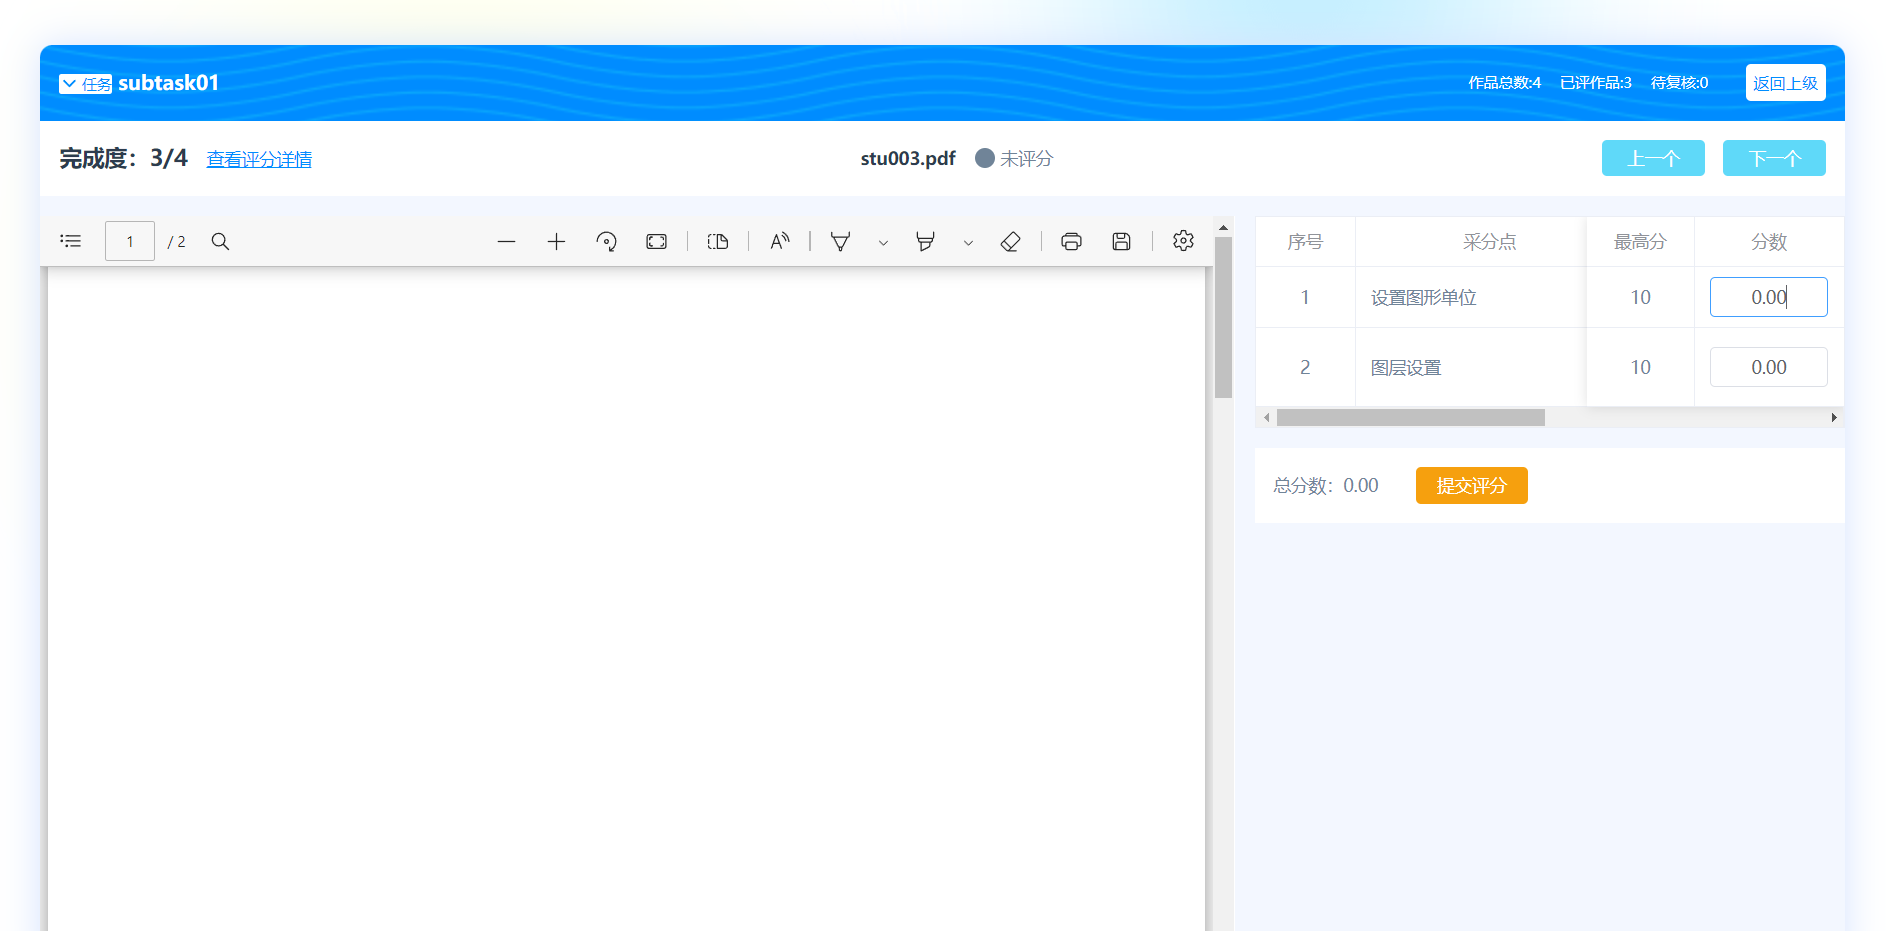 任务 subtask01
作品总数:4 已评作品:3 待复核:0 返回上级
完成度：3/4 查看评分详情
stu003.pdf 未评分
上一个 下一个
1 / 2
序号 采分点 最高分 分数
1 设置图形单位 10 0.00
2 图层设置 10 0.00
总分数：0.00 提交评分